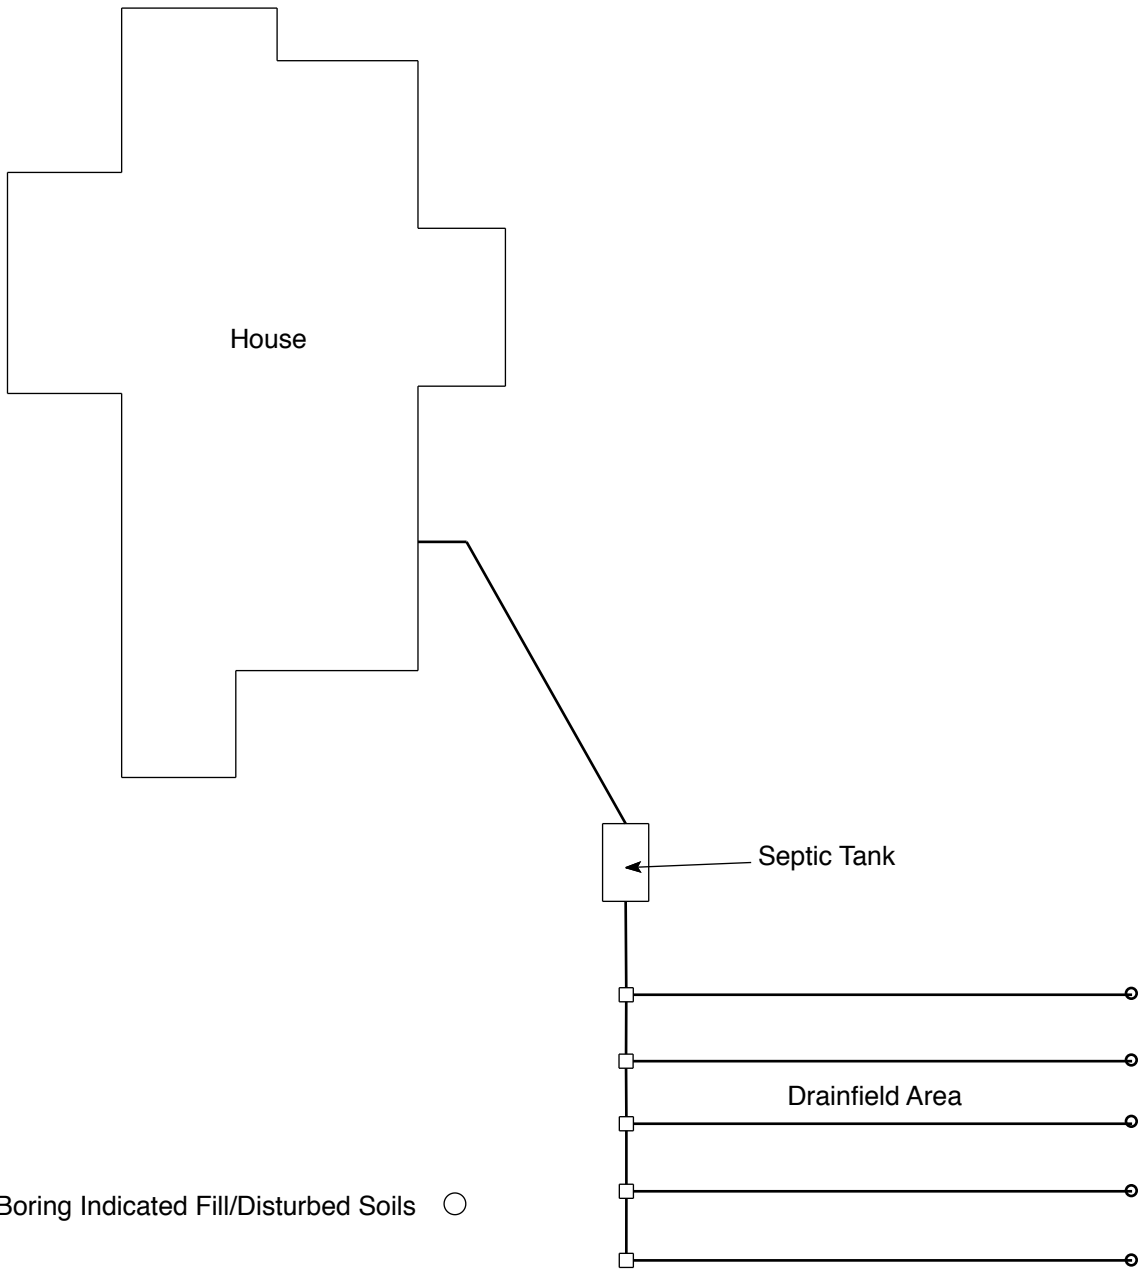 House
Septic Tank
Drainfield Area
Boring Indicated Fill/Disturbed Soils